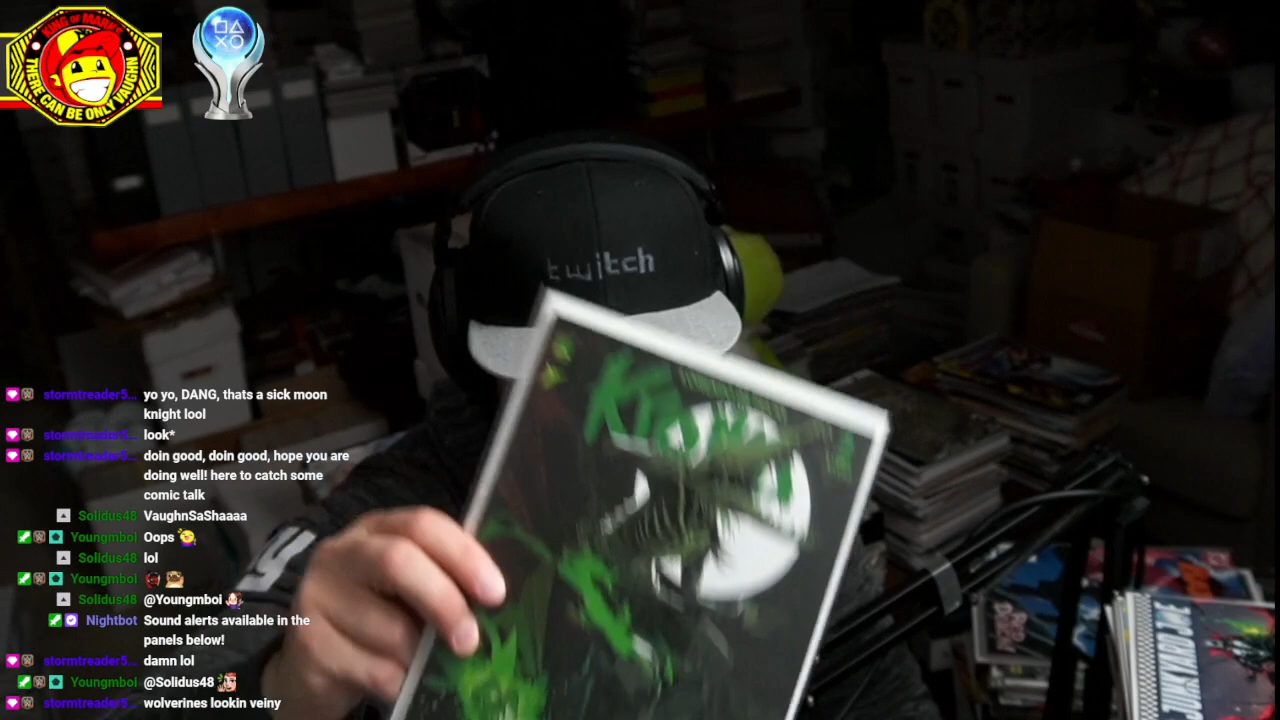 KING OF MARKS
THERE CAN BE ONLY VAUGHN
twitch
stormtreader5... yo yo, DANG, thats a sick moon
knight lool
stormtreader5... look*
stormtreader5... doin good, doin good, hope you are
doing well! here to catch some
comic talk
Solidus48 VaughnSaShaaaa
Youngmboi Oops
Solidus48 lol
Youngmboi
Solidus48 @Youngmboi
Nightbot Sound alerts available in the
panels below!
stormtreader5... damn lol
Youngmboi @Solidus48
stormtreader5... wolverines lookin veiny
JUNKYARD JOE